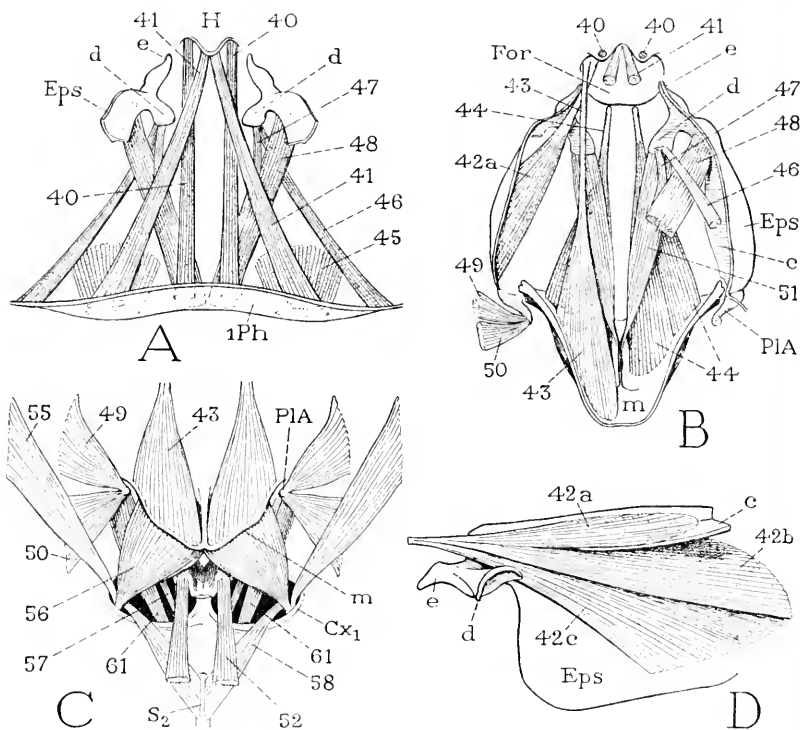 41 H 40
e
d d
Eps
47
48
40 41
46
45
1Ph
A
40 40
For 41
e
43 d
47
44 48
42a
46
Eps
c
49
51
PlA
50
44
43
m
B
55 49 43 PlA
50
56
m
57
Cx1
61 61
58
S2
52
C
42a
c
42b
e
d
42c
Eps
D